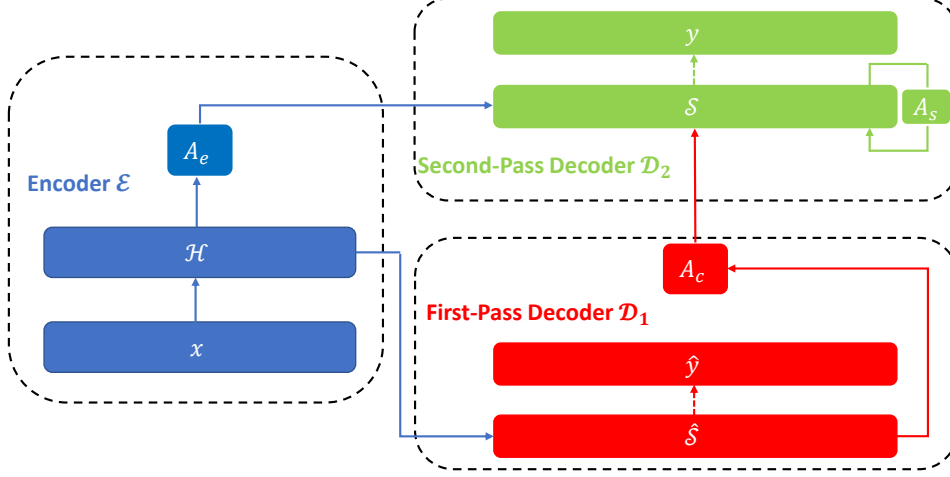 y
𝒮
A_s
A_e
Second-Pass Decoder 𝒟_2
Encoder ℰ
ℋ
A_c
First-Pass Decoder 𝒟_1
x
ŷ
𝒮̂